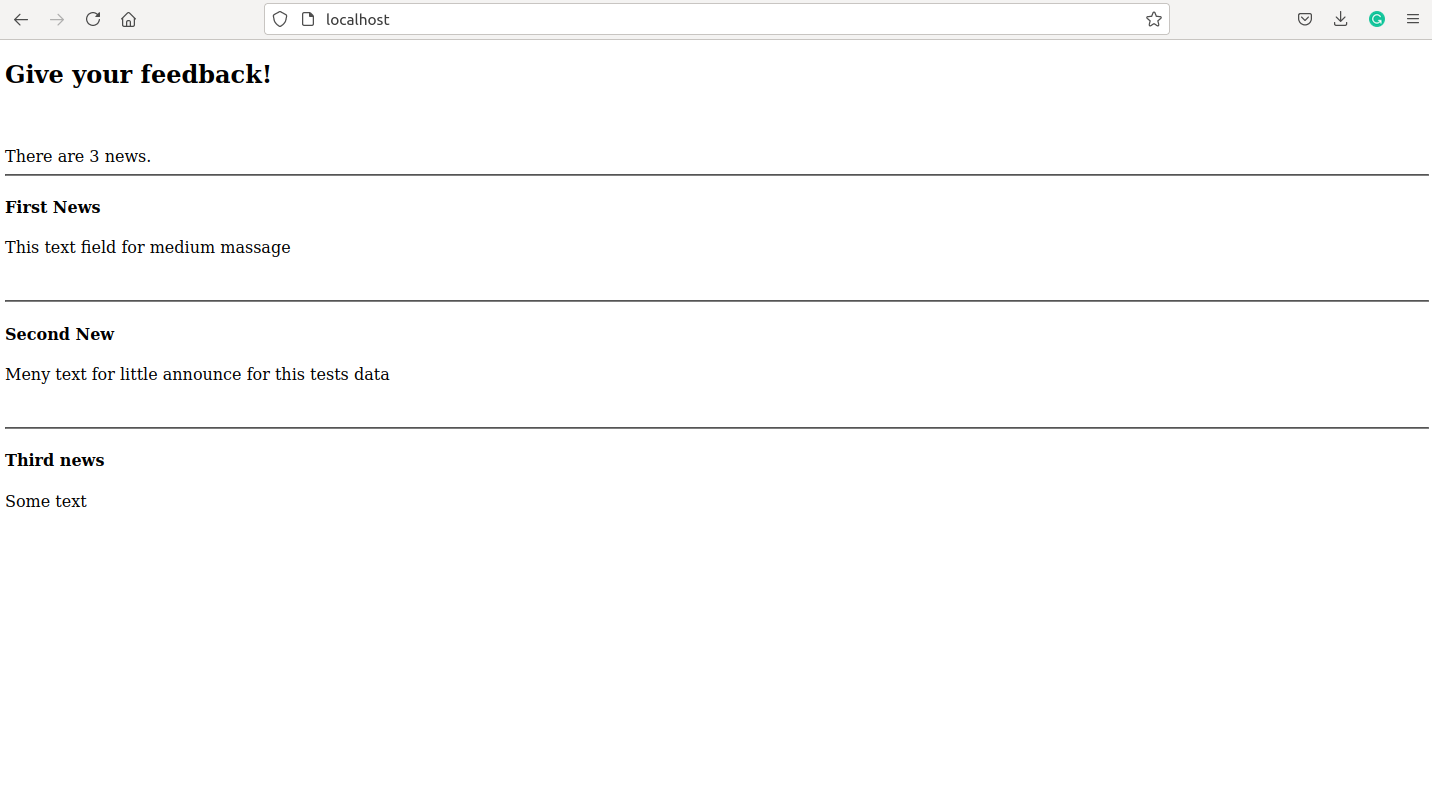 localhost
Give your feedback!
There are 3 news.
First News
This text field for medium massage
Second New
Meny text for little announce for this tests data
Third news
Some text